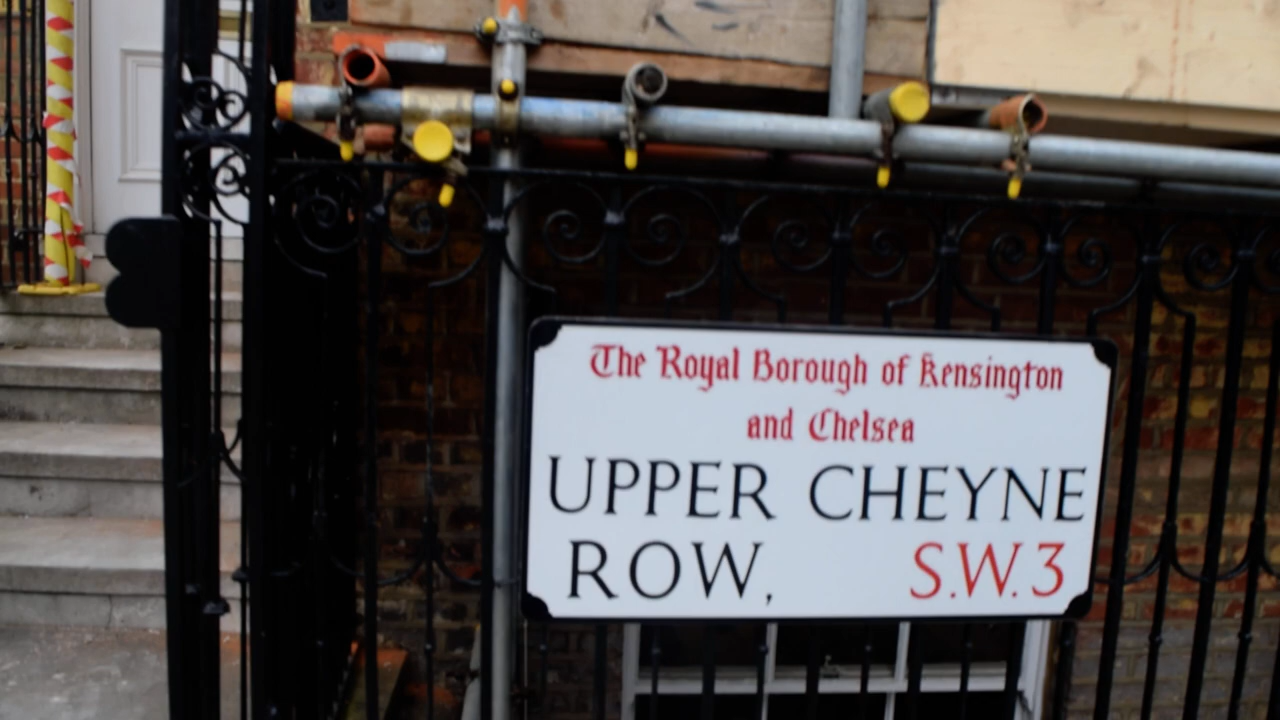 The Royal Borough of Kensington
and Chelsea
UPPER CHEYNE
ROW, S.W.3